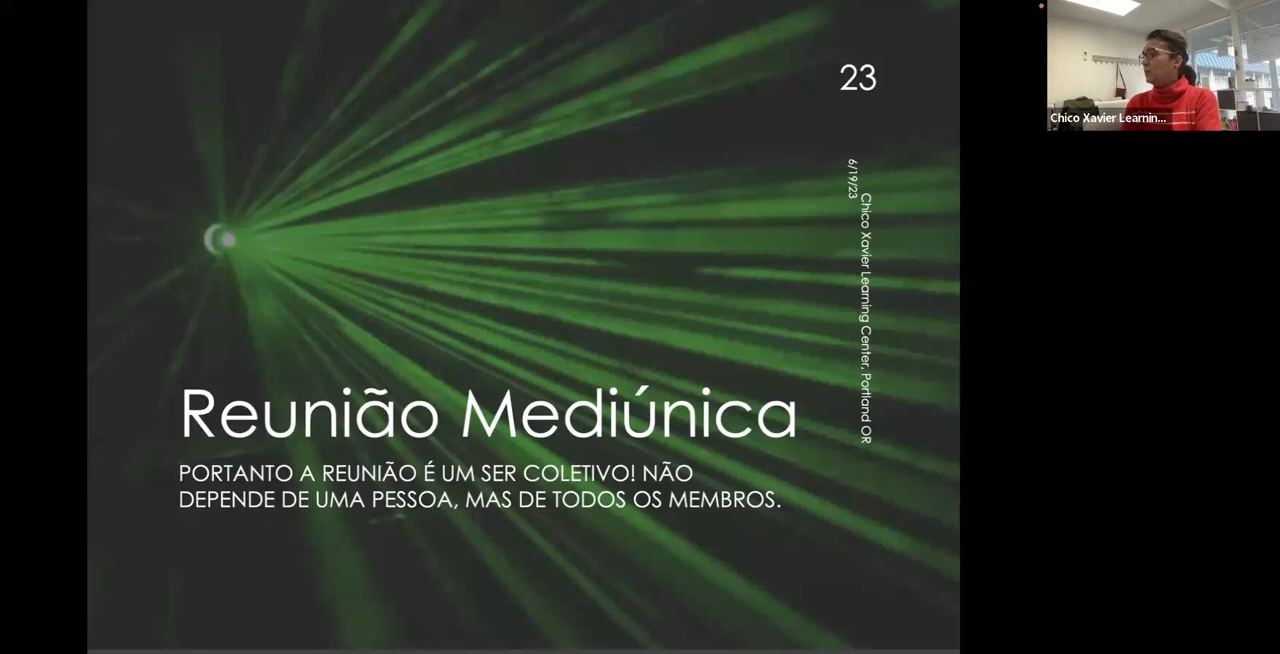 23
6/19/23
Chico Xavier Learning Center, Portland OR
Reunião Mediúnica
PORTANTO A REUNIÃO É UM SER COLETIVO! NÃO
DEPENDE DE UMA PESSOA, MAS DE TODOS OS MEMBROS.
Chico Xavier Learnin...